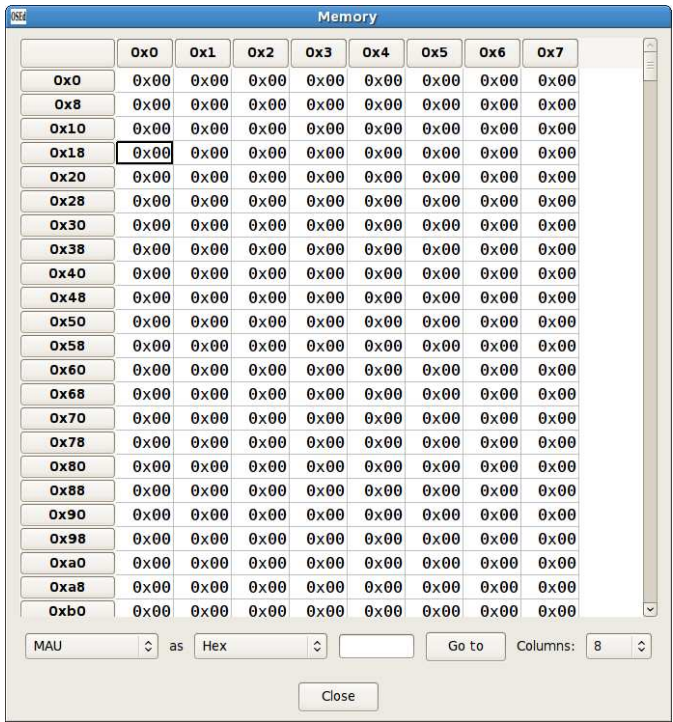 OSEd Memory
0x0 0x1 0x2 0x3 0x4 0x5 0x6 0x7
0x0 0x00 0x00 0x00 0x00 0x00 0x00 0x00 0x00
0x8 0x00 0x00 0x00 0x00 0x00 0x00 0x00 0x00
0x10 0x00 0x00 0x00 0x00 0x00 0x00 0x00 0x00
0x18 0x00 0x00 0x00 0x00 0x00 0x00 0x00 0x00
0x20 0x00 0x00 0x00 0x00 0x00 0x00 0x00 0x00
0x28 0x00 0x00 0x00 0x00 0x00 0x00 0x00 0x00
0x30 0x00 0x00 0x00 0x00 0x00 0x00 0x00 0x00
0x38 0x00 0x00 0x00 0x00 0x00 0x00 0x00 0x00
0x40 0x00 0x00 0x00 0x00 0x00 0x00 0x00 0x00
0x48 0x00 0x00 0x00 0x00 0x00 0x00 0x00 0x00
0x50 0x00 0x00 0x00 0x00 0x00 0x00 0x00 0x00
0x58 0x00 0x00 0x00 0x00 0x00 0x00 0x00 0x00
0x60 0x00 0x00 0x00 0x00 0x00 0x00 0x00 0x00
0x68 0x00 0x00 0x00 0x00 0x00 0x00 0x00 0x00
0x70 0x00 0x00 0x00 0x00 0x00 0x00 0x00 0x00
0x78 0x00 0x00 0x00 0x00 0x00 0x00 0x00 0x00
0x80 0x00 0x00 0x00 0x00 0x00 0x00 0x00 0x00
0x88 0x00 0x00 0x00 0x00 0x00 0x00 0x00 0x00
0x90 0x00 0x00 0x00 0x00 0x00 0x00 0x00 0x00
0x98 0x00 0x00 0x00 0x00 0x00 0x00 0x00 0x00
0xa0 0x00 0x00 0x00 0x00 0x00 0x00 0x00 0x00
0xa8 0x00 0x00 0x00 0x00 0x00 0x00 0x00 0x00
0xb0 0x00 0x00 0x00 0x00 0x00 0x00 0x00 0x00
MAU as Hex Go to Columns: 8
Close